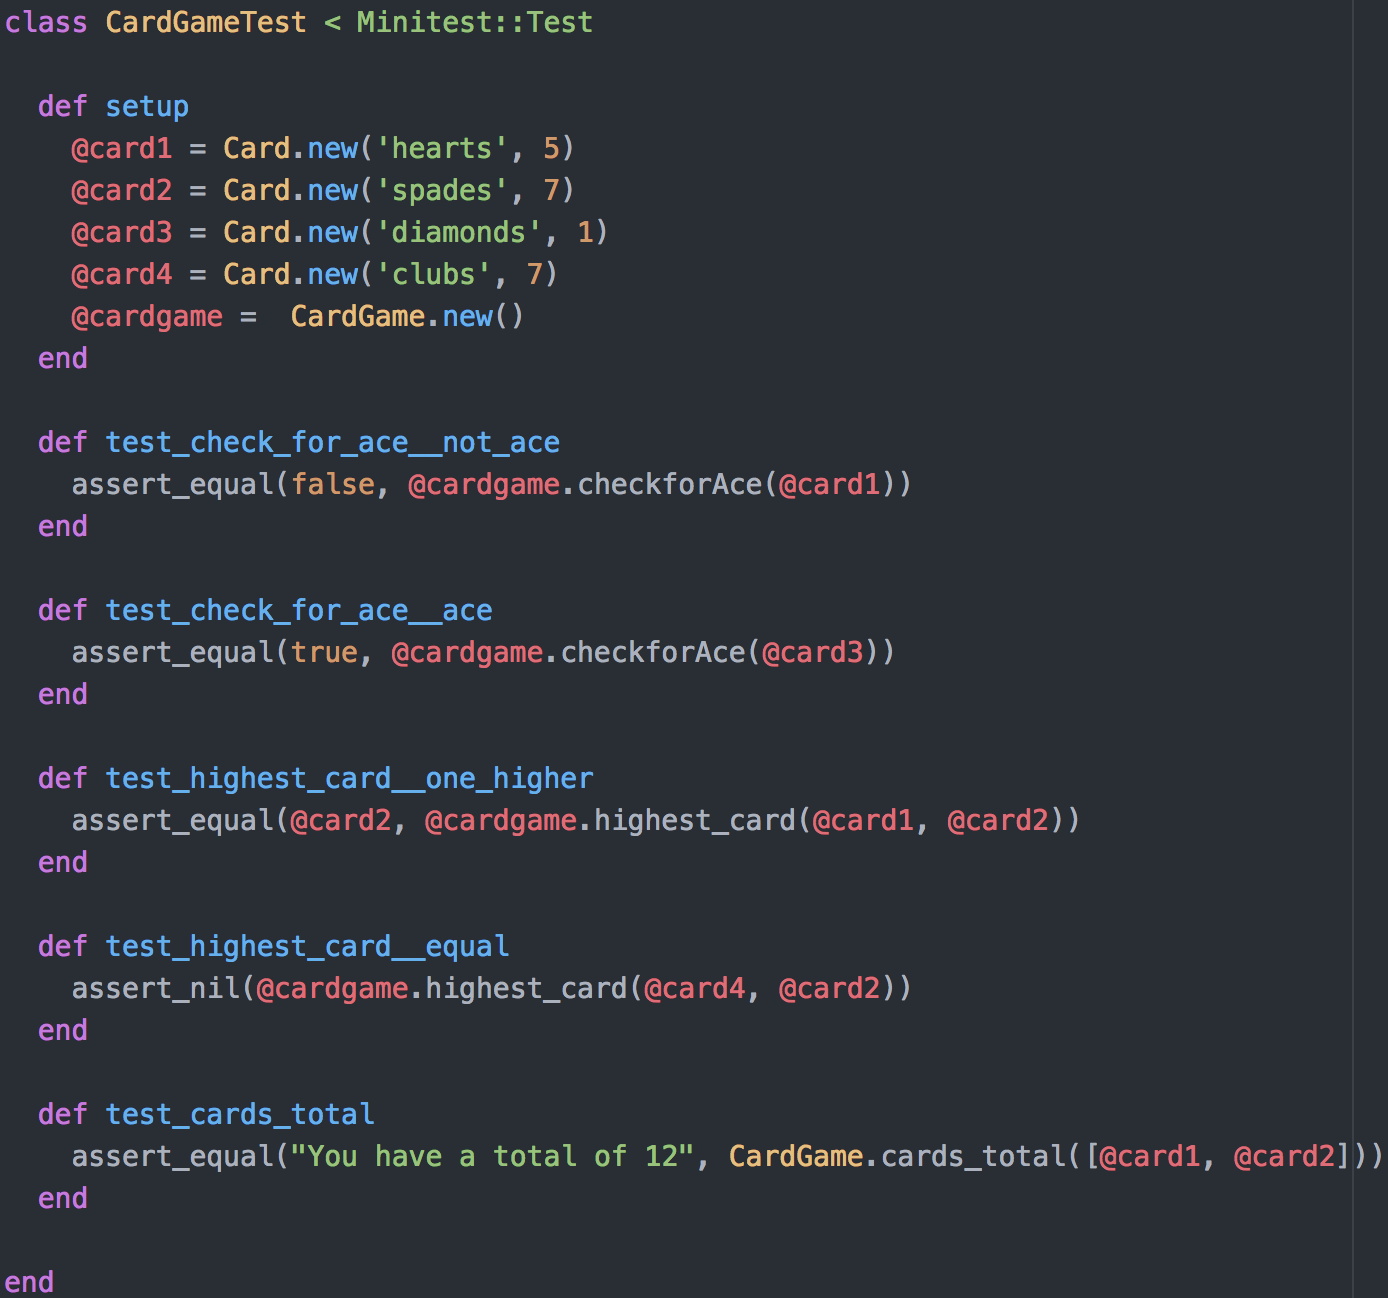 class CardGameTest < Minitest::Test
  def setup
    @card1 = Card.new('hearts', 5)
    @card2 = Card.new('spades', 7)
    @card3 = Card.new('diamonds', 1)
    @card4 = Card.new('clubs', 7)
    @cardgame =  CardGame.new()
  end
  def test_check_for_ace__not_ace
    assert_equal(false, @cardgame.checkforAce(@card1))
  end
  def test_check_for_ace__ace
    assert_equal(true, @cardgame.checkforAce(@card3))
  end
  def test_highest_card__one_higher
    assert_equal(@card2, @cardgame.highest_card(@card1, @card2))
  end
  def test_highest_card__equal
    assert_nil(@cardgame.highest_card(@card4, @card2))
  end
  def test_cards_total
    assert_equal("You have a total of 12", CardGame.cards_total([@card1, @card2]))
  end
end